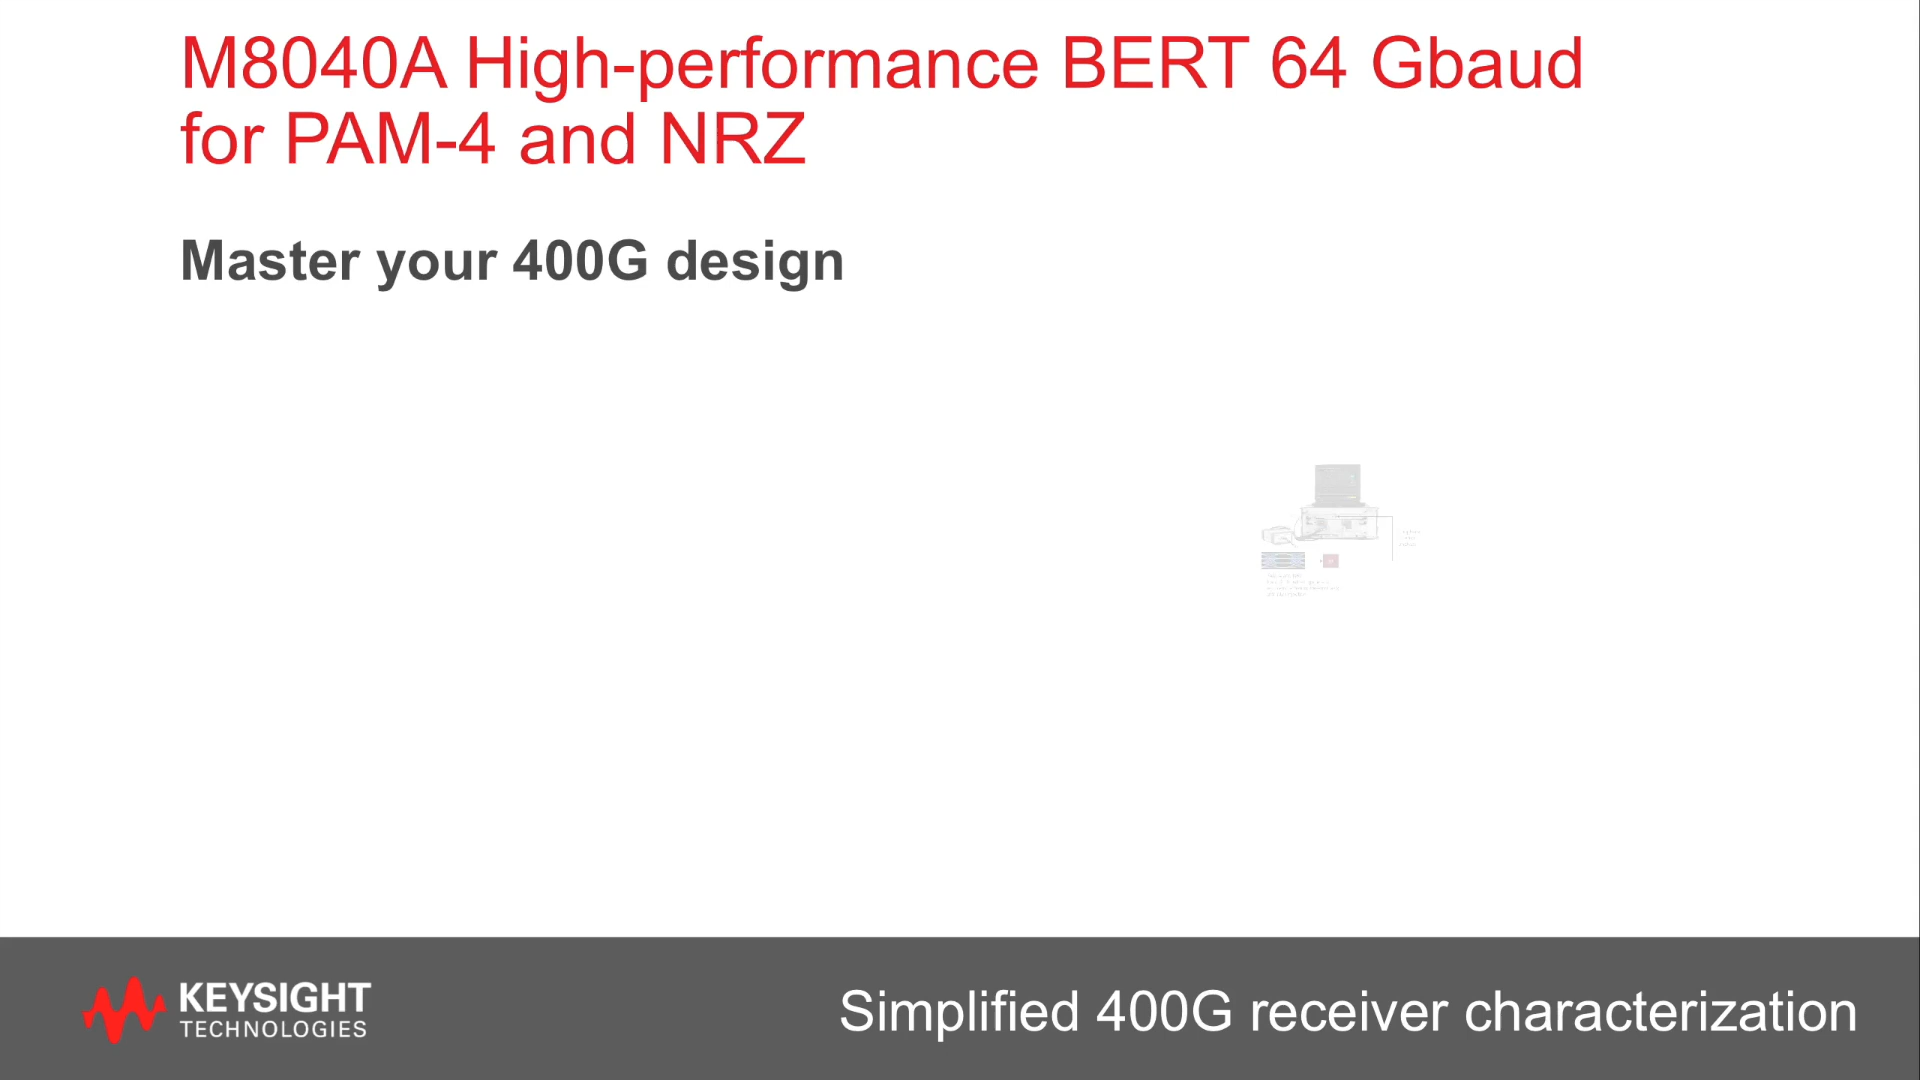 M8040A High-performance BERT 64 Gbaud
for PAM-4 and NRZ
Master your 400G design
KEYSIGHT
TECHNOLOGIES
Simplified 400G receiver characterization